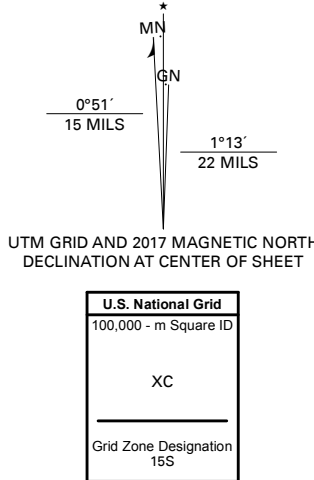 MN
GN
0°51´
15 MILS
1°13´
22 MILS
UTM GRID AND 2017 MAGNETIC NORTH
DECLINATION AT CENTER OF SHEET
U.S. National Grid
100,000 - m Square ID
XC
Grid Zone Designation
15S